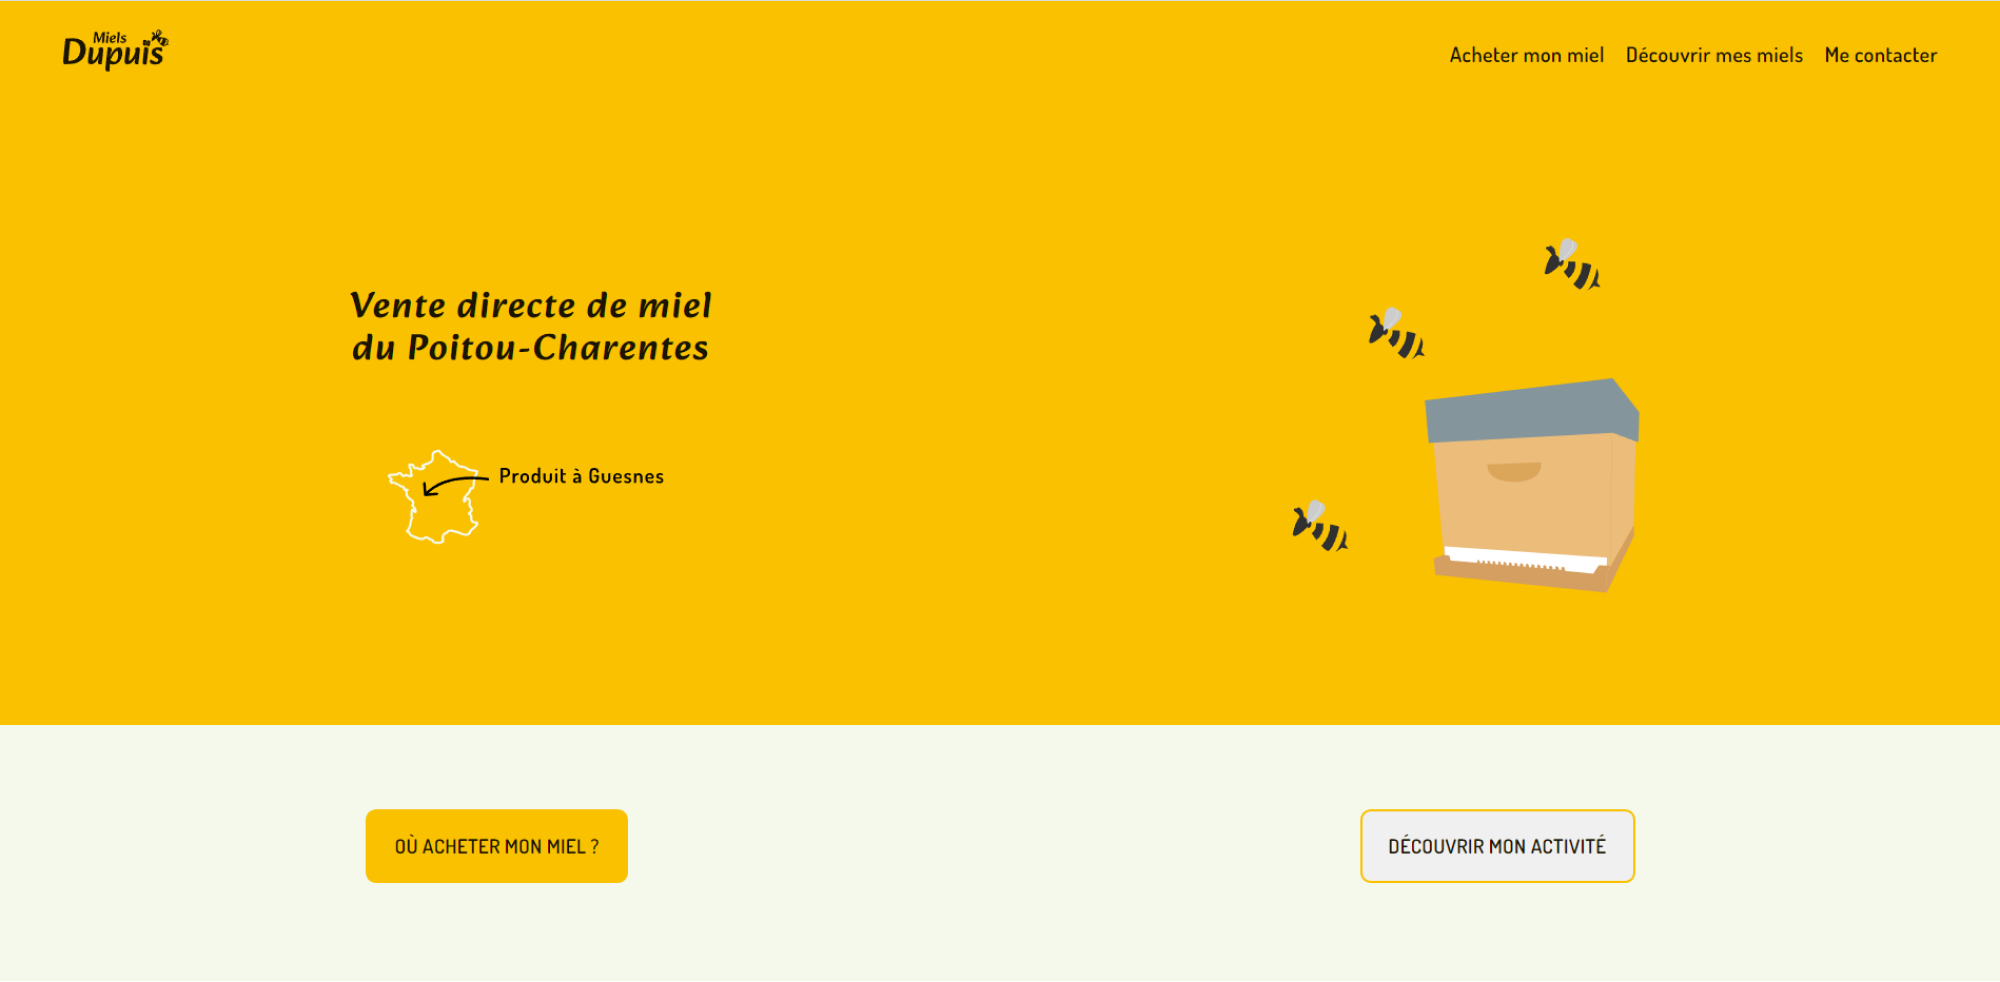 Miels
Dupuis
Acheter mon miel
Découvrir mes miels
Me contacter
Vente directe de miel
du Poitou-Charentes
Produit à Guesnes
OÙ ACHETER MON MIEL ?
DÉCOUVRIR MON ACTIVITÉ